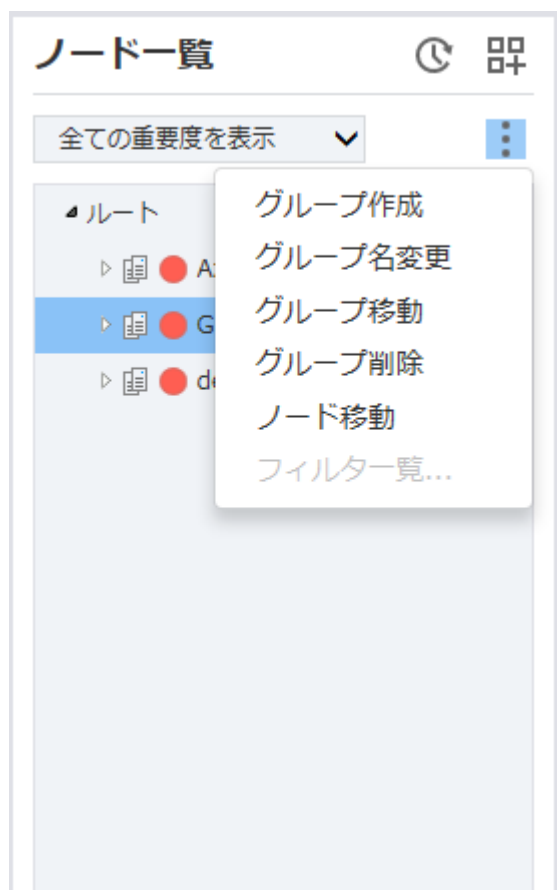 ノード一覧
全ての重要度を表示
ルート
グループ作成
グループ名変更
グループ移動
グループ削除
ノード移動
フィルタ一覧...
G